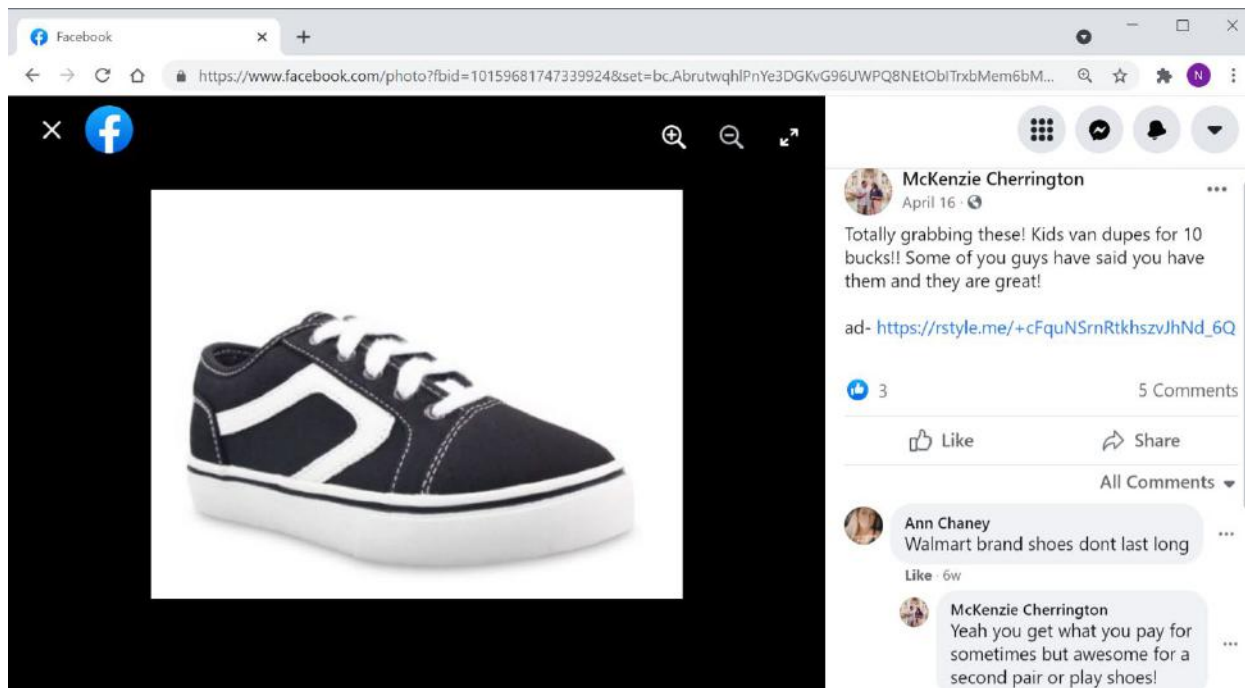 Facebook
https://www.facebook.com/photo?fbid=10159681747339924&set=bc.AbrutwqhlPnYe3DGKvG96UWPQ8NEtObITrxbMem6bM...
N
McKenzie Cherrington
April 16
Totally grabbing these! Kids van dupes for 10
bucks!! Some of you guys have said you have
them and they are great!
ad- https://rstyle.me/+cFquNSrnRtkhszvJhNd_6Q
3
5 Comments
Like
Share
All Comments
Ann Chaney
Walmart brand shoes dont last long
Like · 6w
McKenzie Cherrington
Yeah you get what you pay for
sometimes but awesome for a
second pair or play shoes!